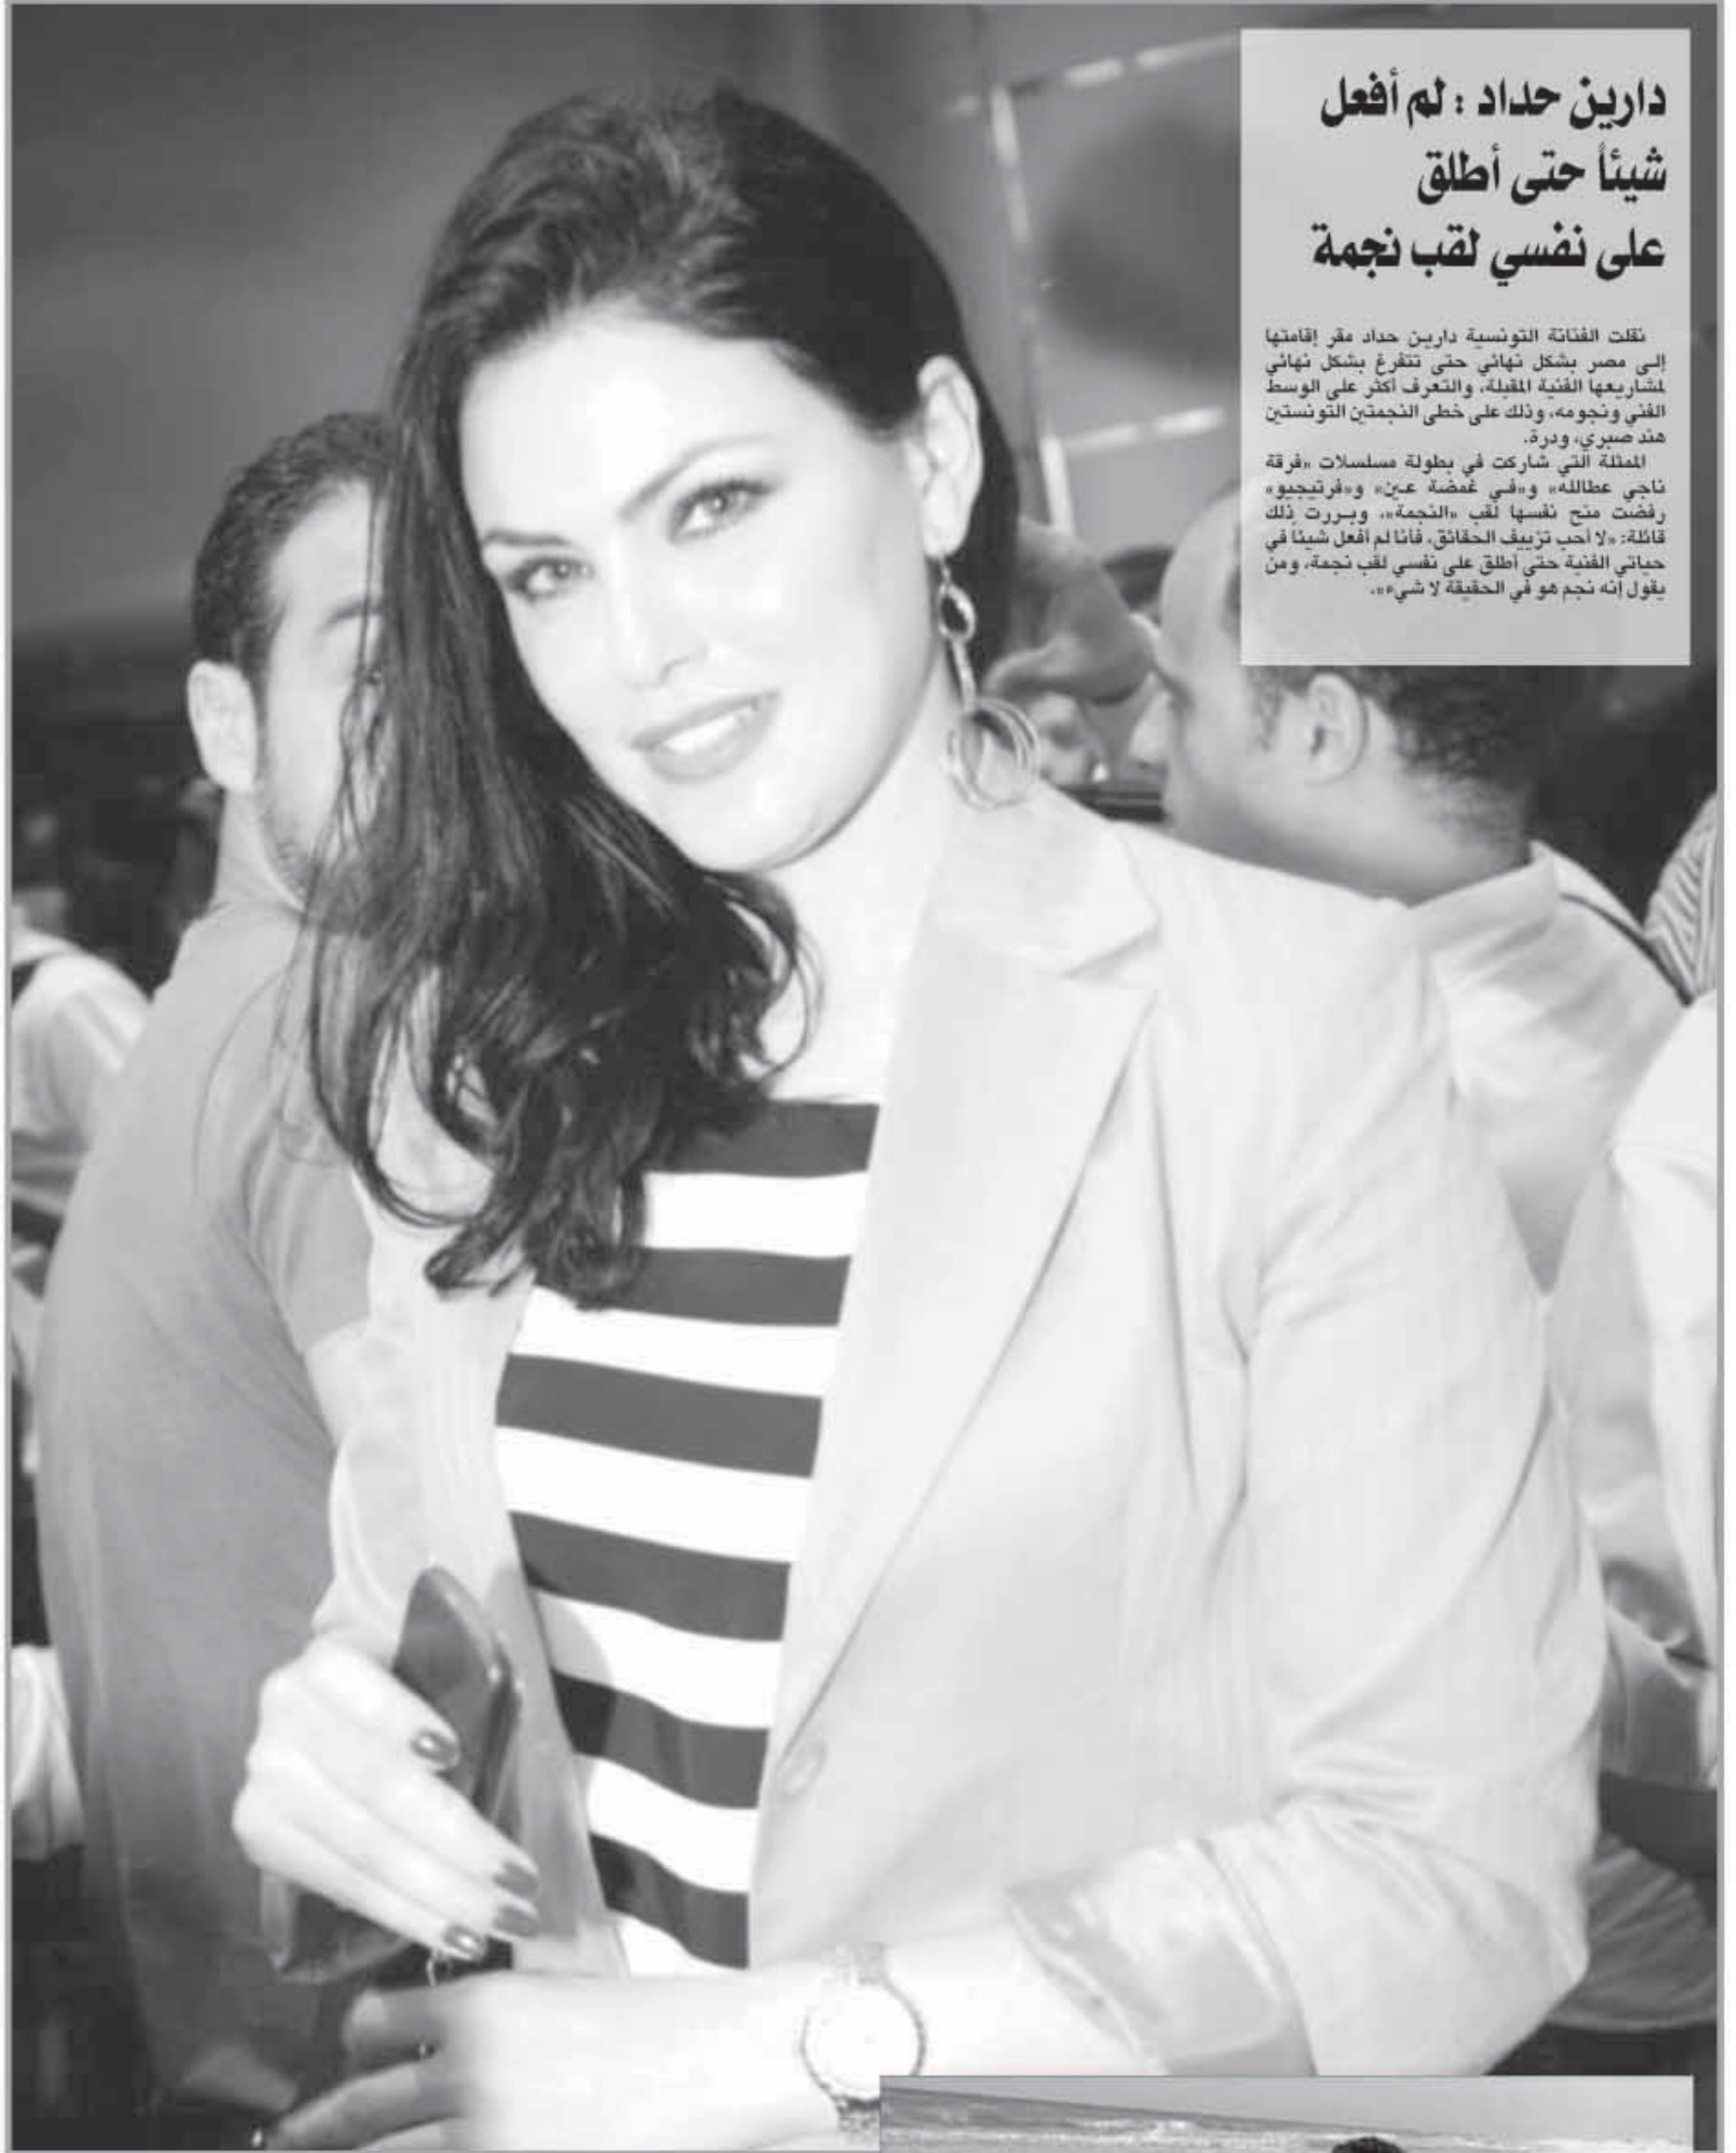 دارين حداد : لم أفعل
شيئاً حتى أطلق
على نفسي لقب نجمة
نقلت الفنانة التونسية دارين حداد مقر إقامتها
إلى مصر بشكل نهائي حتى تتفرغ بشكل نهائي
لمشاريعها الفنية المقبلة، والتعرف أكثر على الوسط
الفني ونجومه، وذلك على خطى النجمتين التونستين
هند صبري، ودرة.
الممثلة التي شاركت في بطولة مسلسلات «فرقة
ناجي عطالله» و«في غمضة عين» و«فرتيجيو»
رفضت منح نفسها لقب «النجمة»، وبررت ذلك
قائلة: «لا أحب تزييف الحقائق، فأنا لم أفعل شيئا في
حياتي الفنية حتى أطلق على نفسي لقب نجمة، ومن
يقول إنه نجم هو في الحقيقة لا شيء».